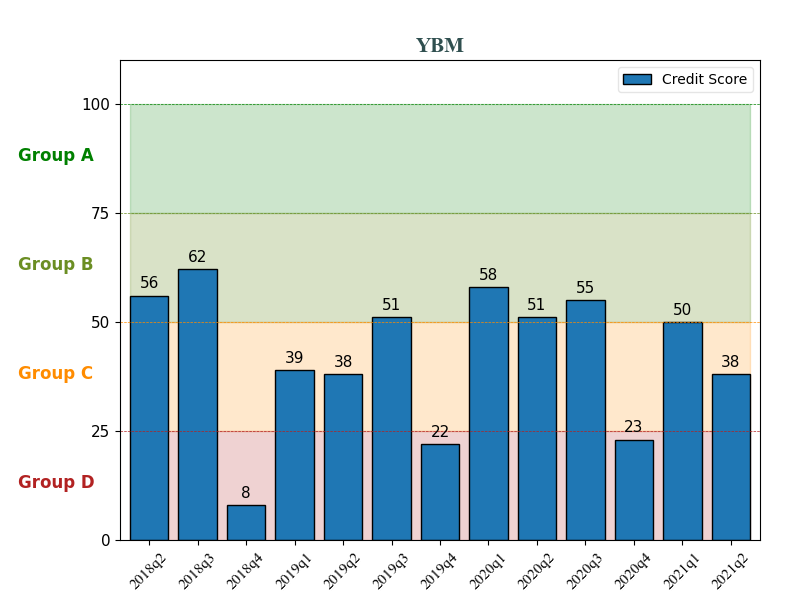 YBM
Credit Score
100
Group A
75
Group B
50
Group C
25
Group D
0
56
62
8
39
38
51
22
58
51
55
23
50
38
2018q2
2018q3
2018q4
2019q1
2019q2
2019q3
2019q4
2020q1
2020q2
2020q3
2020q4
2021q1
2021q2